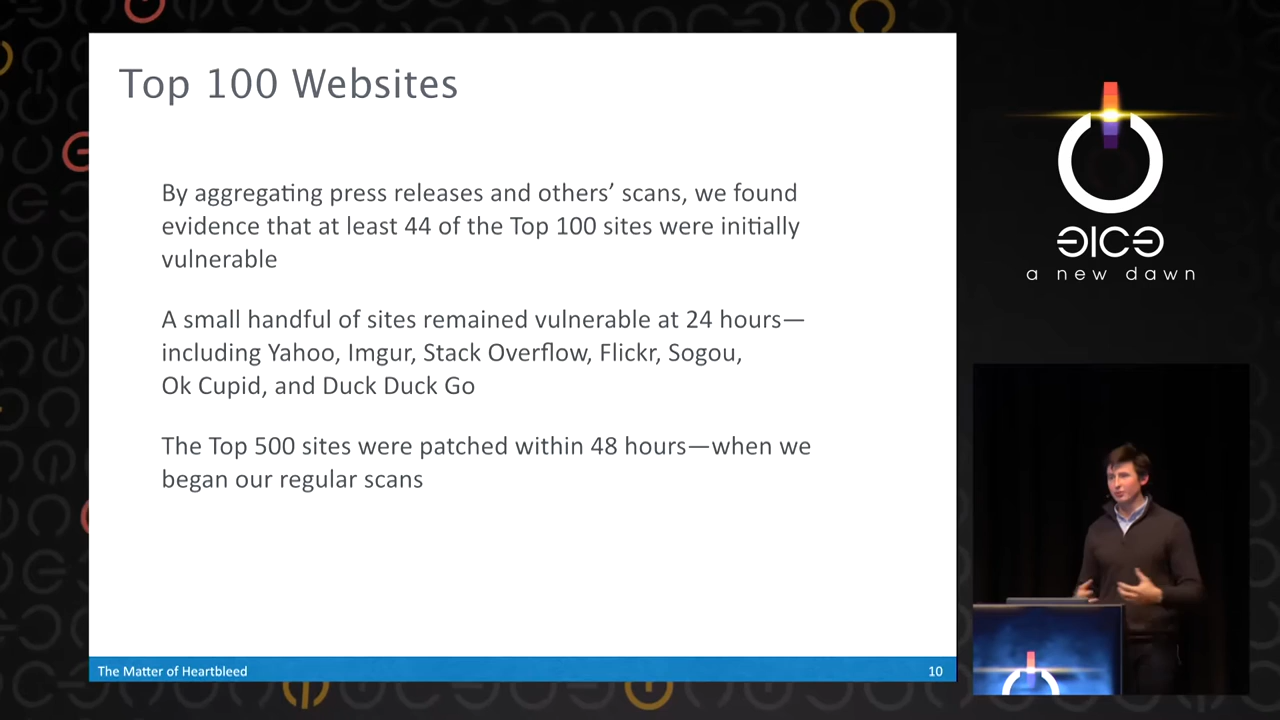 Top 100 Websites
By aggregating press releases and others’ scans, we found
evidence that at least 44 of the Top 100 sites were initially
vulnerable
A small handful of sites remained vulnerable at 24 hours—
including Yahoo, Imgur, Stack Overflow, Flickr, Sogou,
Ok Cupid, and Duck Duck Go
The Top 500 sites were patched within 48 hours—when we
began our regular scans
The Matter of Heartbleed
10
a new dawn